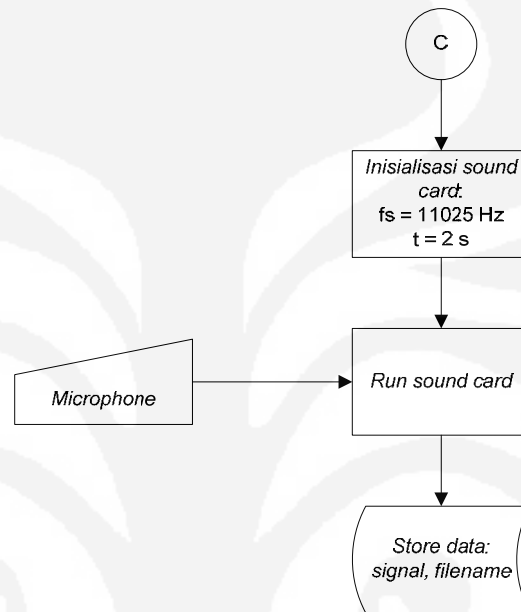 C
Inisialisasi sound
card:
fs = 11025 Hz
t = 2 s
Microphone
Run sound card
Store data:
signal, filename